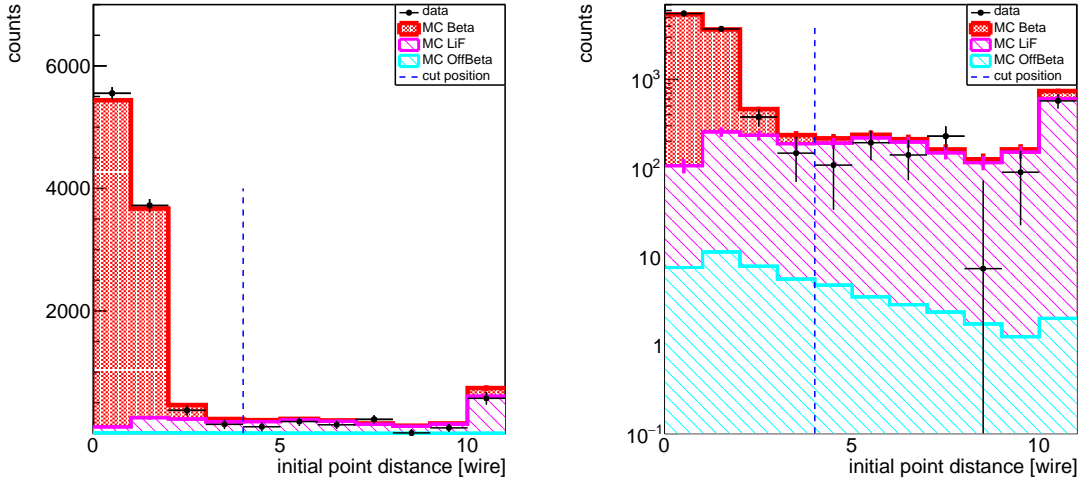 counts
6000
4000
2000
0
5
10
initial point distance [wire]
data
MC Beta
MC LiF
MC OffBeta
cut position
counts
10³
10²
10
1
10⁻¹
0
5
10
initial point distance [wire]
data
MC Beta
MC LiF
MC OffBeta
cut position